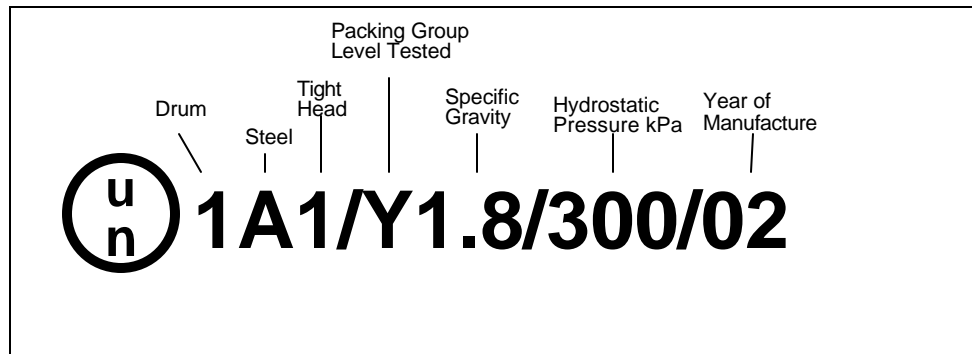 Packing Group
Level Tested
Tight
Head
Specific
Gravity
Hydrostatic
Pressure kPa
Year of
Manufacture
Drum
Steel
u
n
1A1/Y1.8/300/02